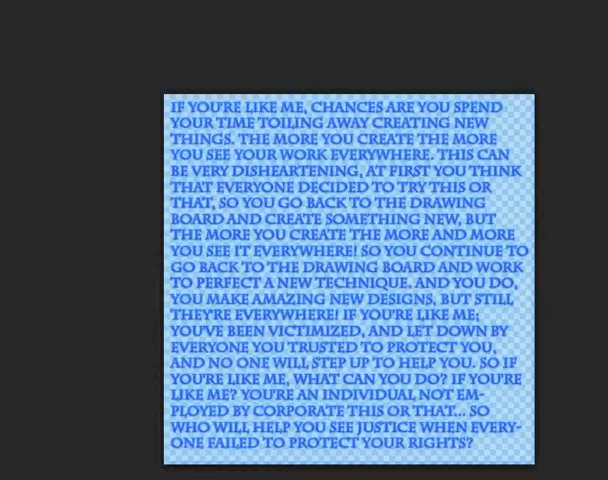 IF YOU'RE LIKE ME, CHANCES ARE YOU SPEND
YOUR TIME TOILING AWAY CREATING NEW
THINGS. THE MORE YOU CREATE THE MORE
YOU SEE YOUR WORK EVERYWHERE. THIS CAN
BE VERY DISHEARTENING, AT FIRST YOU THINK
THAT EVERYONE DECIDED TO TRY THIS OR
THAT, SO YOU GO BACK TO THE DRAWING
BOARD AND CREATE SOMETHING NEW, BUT
THE MORE YOU CREATE THE MORE AND MORE
YOU SEE IT EVERYWHERE! SO YOU CONTINUE TO
GO BACK TO THE DRAWING BOARD AND WORK
TO PERFECT A NEW TECHNIQUE. AND YOU DO,
YOU MAKE AMAZING NEW DESIGNS, BUT STILL
THEY'RE EVERYWHERE! IF YOU'RE LIKE ME;
YOU'VE BEEN VICTIMIZED, AND LET DOWN BY
EVERYONE YOU TRUSTED TO PROTECT YOU,
AND NO ONE WILL STEP UP TO HELP YOU. SO IF
YOU'RE LIKE ME, WHAT CAN YOU DO? IF YOU'RE
LIKE ME? YOU'RE AN INDIVIDUAL NOT EM-
PLOYED BY CORPORATE THIS OR THAT... SO
WHO WILL HELP YOU SEE JUSTICE WHEN EVERY-
ONE FAILED TO PROTECT YOUR RIGHTS?